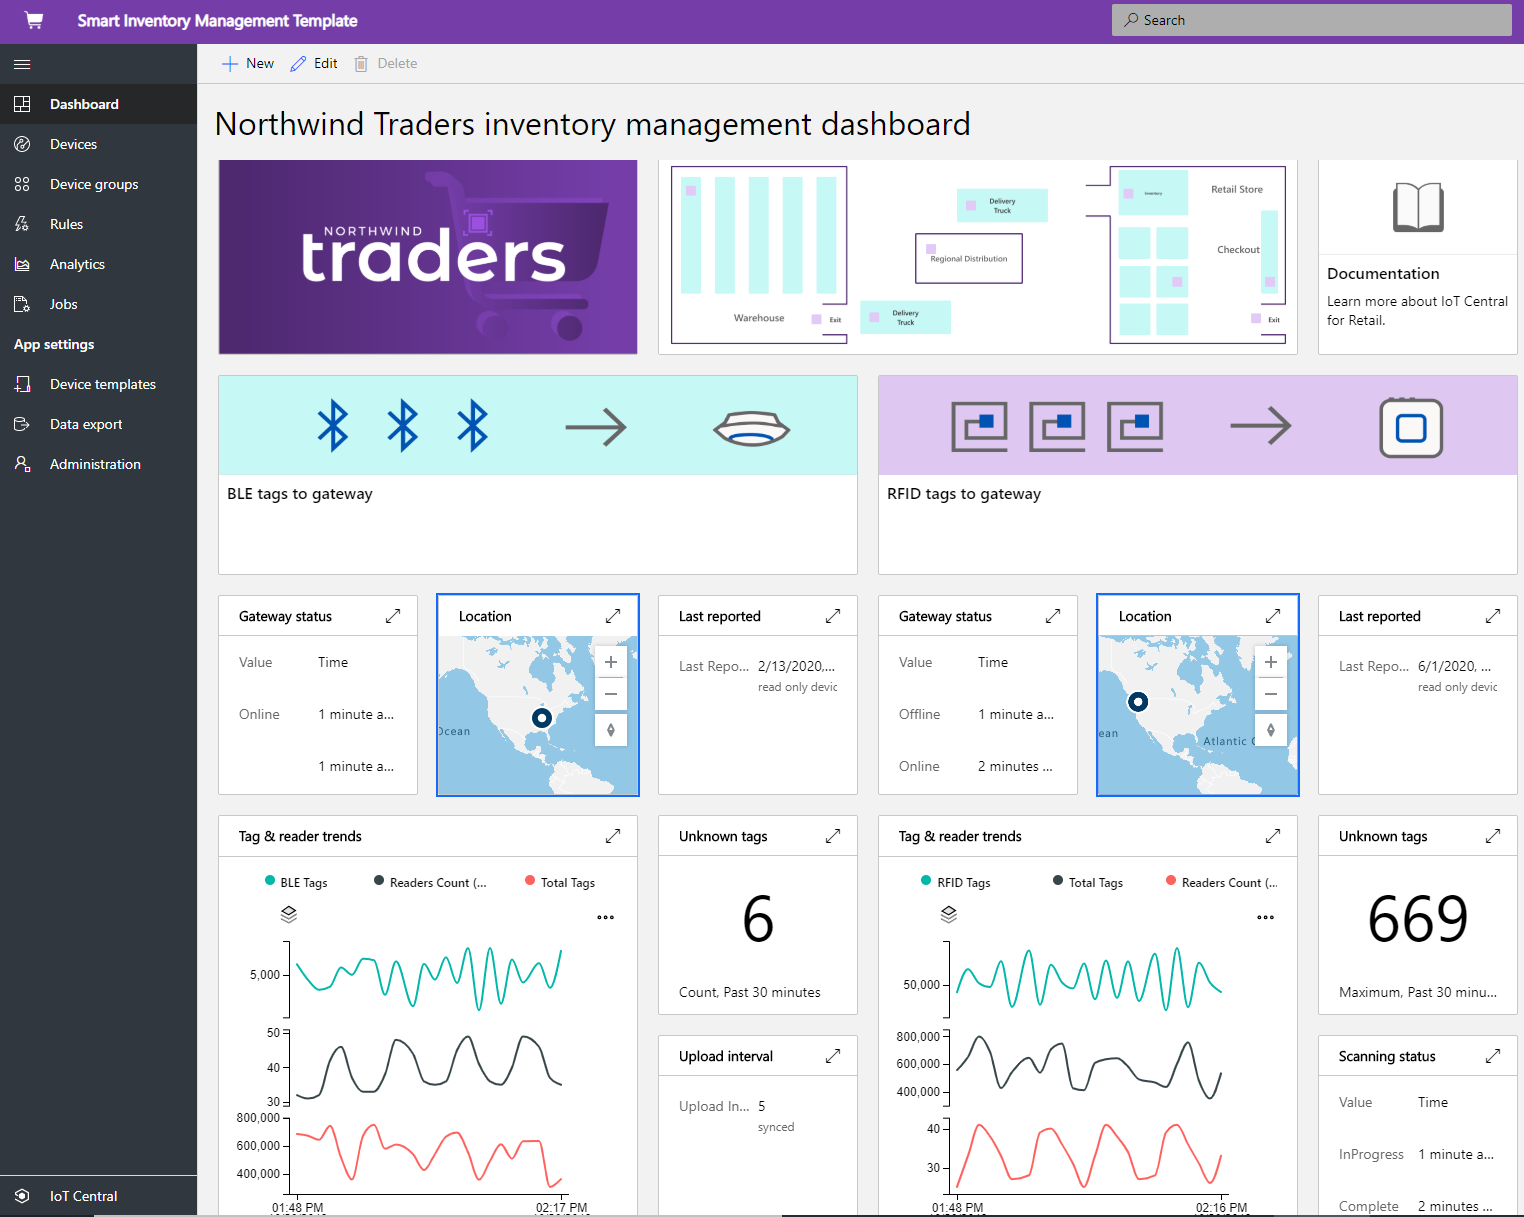 Smart Inventory Management Template
Search
New
Edit
Delete
Dashboard
Devices
Device groups
Rules
Analytics
Jobs
App settings
Device templates
Data export
Administration
IoT Central
Northwind Traders inventory management dashboard
NORTHWIND
traders
Warehouse
Exit
Delivery
Truck
Regional Distribution
Delivery
Truck
Inventory
Retail Store
Checkout
Exit
Documentation
Learn more about IoT Central
for Retail.
BLE tags to gateway
RFID tags to gateway
Gateway status
Value Time
Online 1 minute a...
1 minute a...
Location
Ocean
Last reported
Last Repo... 2/13/2020,...
read only devic
Gateway status
Value Time
Offline 1 minute a...
Online 2 minutes ...
Location
ean
Atlantic
Last reported
Last Repo... 6/1/2020, ...
read only devic
Tag & reader trends
BLE Tags Readers Count (... Total Tags
5,000
50
40
30
800,000
600,000
400,000
01:48 PM 02:17 PM
Unknown tags
6
Count, Past 30 minutes
Upload interval
Upload In... 5
synced
Tag & reader trends
RFID Tags Total Tags Readers Count (...
50,000
800,000
600,000
400,000
40
30
01:48 PM 02:16 PM
Unknown tags
669
Maximum, Past 30 minu...
Scanning status
Value Time
InProgress 1 minute a...
Complete 2 minutes ...